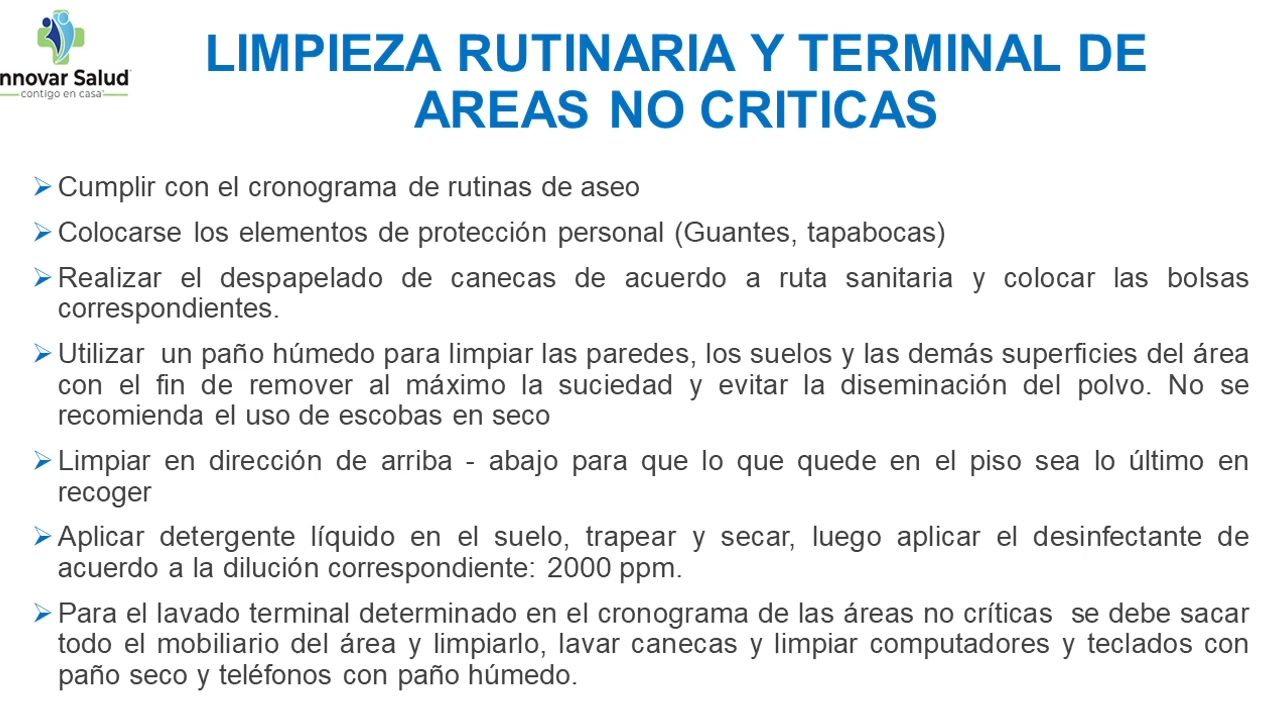 nnovar Salud
contigo en casa
LIMPIEZA RUTINARIA Y TERMINAL DE
AREAS NO CRITICAS
Cumplir con el cronograma de rutinas de aseo
Colocarse los elementos de protección personal (Guantes, tapabocas)
Realizar el despapelado de canecas de acuerdo a ruta sanitaria y colocar las bolsas
correspondientes.
Utilizar un paño húmedo para limpiar las paredes, los suelos y las demás superficies del área
con el fin de remover al máximo la suciedad y evitar la diseminación del polvo. No se
recomienda el uso de escobas en seco
Limpiar en dirección de arriba - abajo para que lo que quede en el piso sea lo último en
recoger
Aplicar detergente líquido en el suelo, trapear y secar, luego aplicar el desinfectante de
acuerdo a la dilución correspondiente: 2000 ppm.
Para el lavado terminal determinado en el cronograma de las áreas no críticas se debe sacar
todo el mobiliario del área y limpiarlo, lavar canecas y limpiar computadores y teclados con
paño seco y teléfonos con paño húmedo.